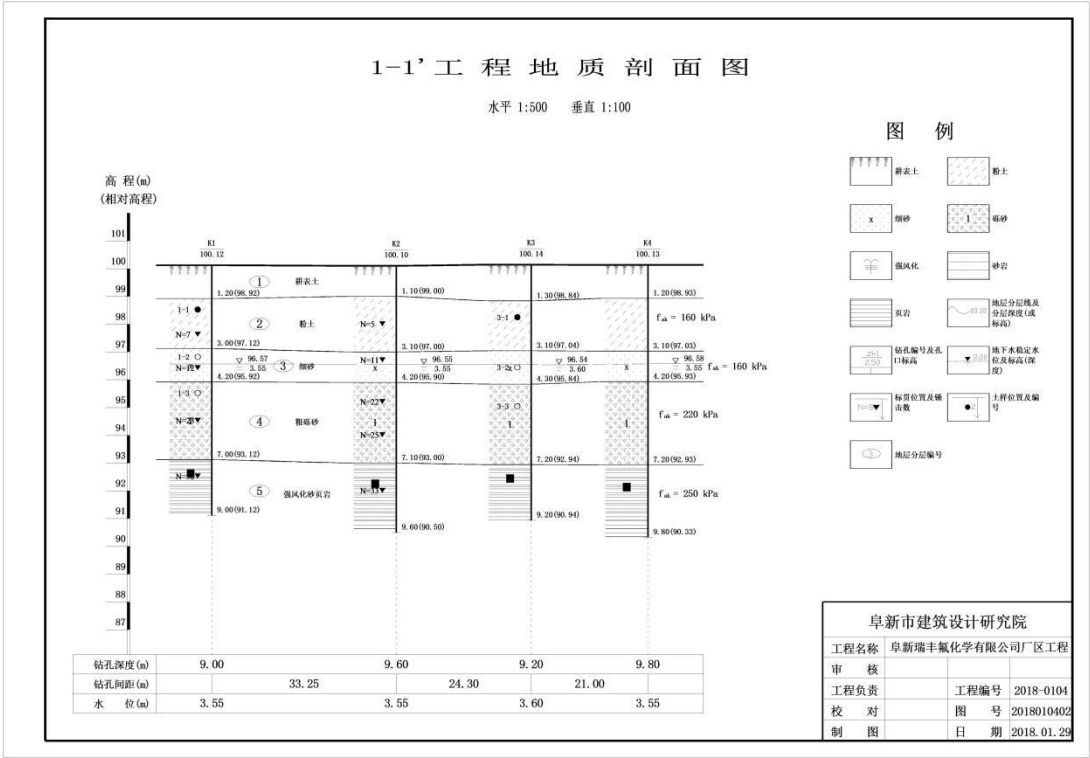 1-1'工程地质剖面图
水平 1:500 垂直 1:100
图 例
耕表土 粉土
x 细砂 1 砾砂
强风化 砂岩
页岩 40.10 地层分层线及分层深度(或标高)
zk1 2.50 钻孔编号及孔口标高 2.00 地下水稳定水位及标高(深度)
标贯位置及锤击数 土样位置及编号
3 地层分层编号
高 程(m)
(相对高程)
101
100
99
98
97
96
95
94
93
92
91
90
89
88
87
K1 K2 K3 K4
100.12 100.10 100.14 100.13
1 耕表土
1.20(98.92) 1.10(99.00) 1.30(98.84) 1.20(98.93)
1-1 3-1 fak = 160 kPa
2 粉土 N=5
N=7
3.00(97.12) 3.10(97.00) 3.10(97.04) 3.10(97.03)
1-2 96.57 N=11 96.55 96.54 96.58
3.55 3 细砂 x 3.55 3-2x 3.60 x 3.55 fak = 160 kPa
4.20(95.92) 4.20(95.90) 4.30(95.84) 4.20(95.93)
1-3 N=22 3-3
4 粗砾砂 1 1 1 fak = 220 kPa
N=25
7.00(93.12) 7.10(93.00) 7.20(92.94) 7.20(92.93)
5 强风化砂页岩 N=33 fak = 250 kPa
9.00(91.12) 9.60(90.50) 9.20(90.94) 9.80(90.33)
钻孔深度(m) 9.00 9.60 9.20 9.80
钻孔间距(m) 33.25 24.30 21.00
水 位(m) 3.55 3.55 3.60 3.55
阜新市建筑设计研究院
工程名称 阜新瑞丰氟化学有限公司厂区工程
审 核
工程负责 工程编号 2018-0104
校 对 图 号 2018010402
制 图 日 期 2018.01.29